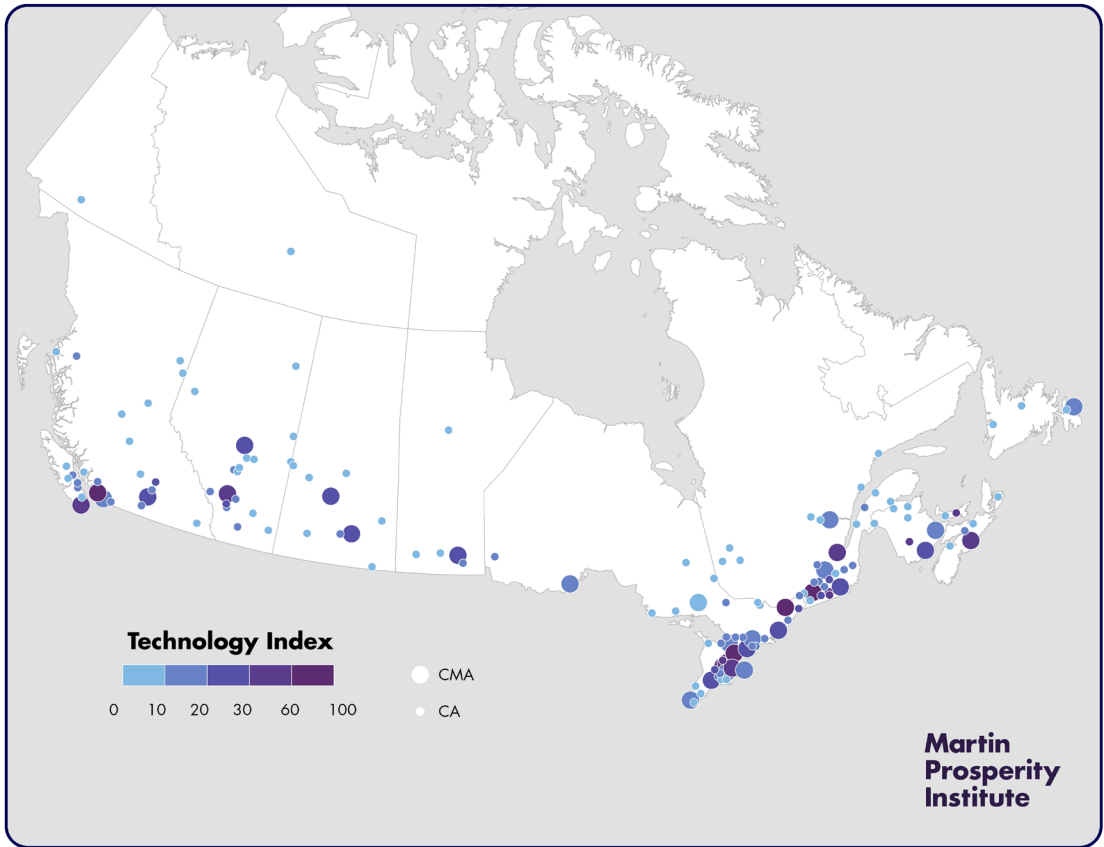 Technology Index
0 10 20 30 60 100
CMA
CA
Martin
Prosperity
Institute